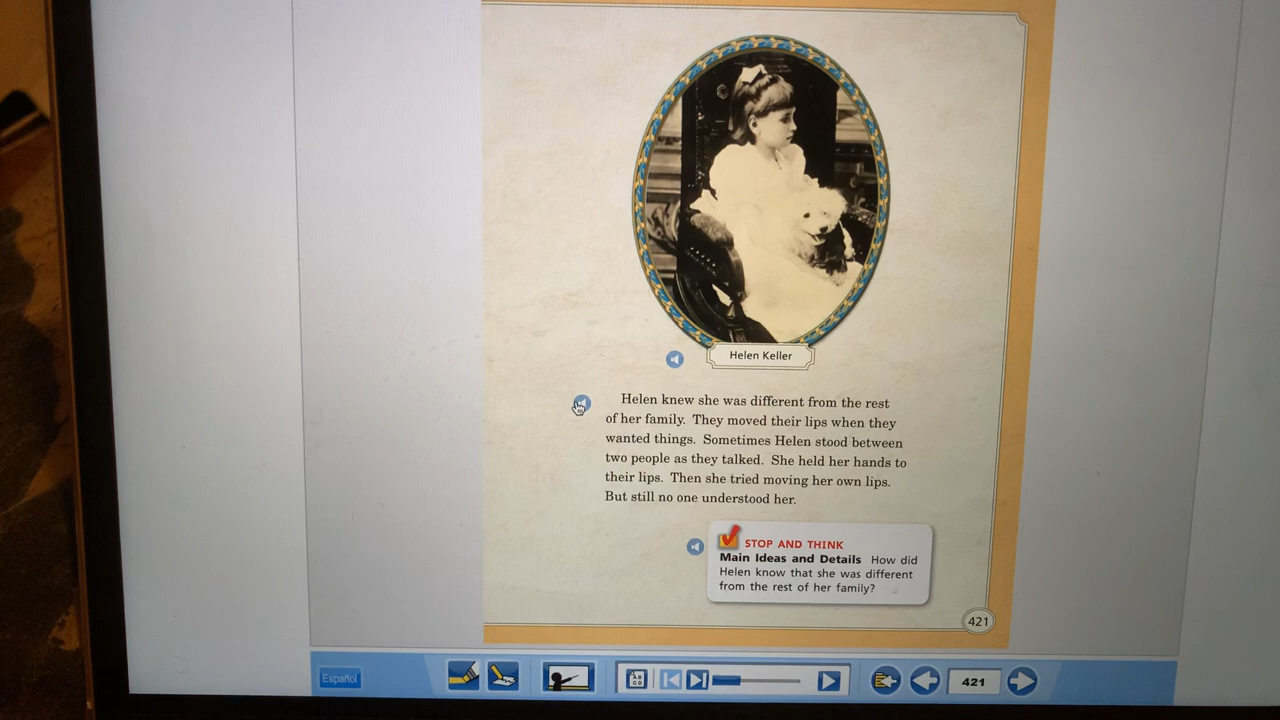 Helen Keller
Helen knew she was different from the rest
of her family. They moved their lips when they
wanted things. Sometimes Helen stood between
two people as they talked. She held her hands to
their lips. Then she tried moving her own lips.
But still no one understood her.
STOP AND THINK
Main Ideas and Details How did
Helen know that she was different
from the rest of her family?
421
Español
421